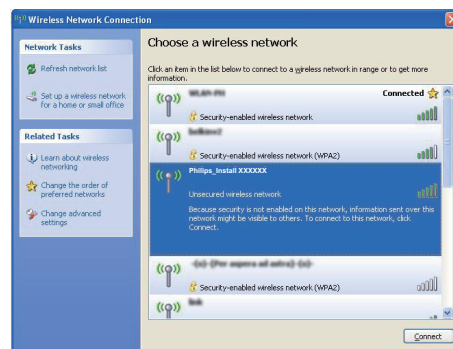 Wireless Network Connection
Network Tasks
Refresh network list
Set up a wireless network
for a home or small office
Related Tasks
Learn about wireless
networking
Change the order of
preferred networks
Change advanced
settings
Choose a wireless network
Click an item in the list below to connect to a wireless network in range or to get more
information.
Connected
Security-enabled wireless network
Security-enabled wireless network (WPA2)
Philips_Install XXXXXX
Unsecured wireless network
Because security is not enabled on this network, information sent over this
network might be visible to others. To connect to this network, click
Connect.
Security-enabled wireless network (WPA2)
Connect